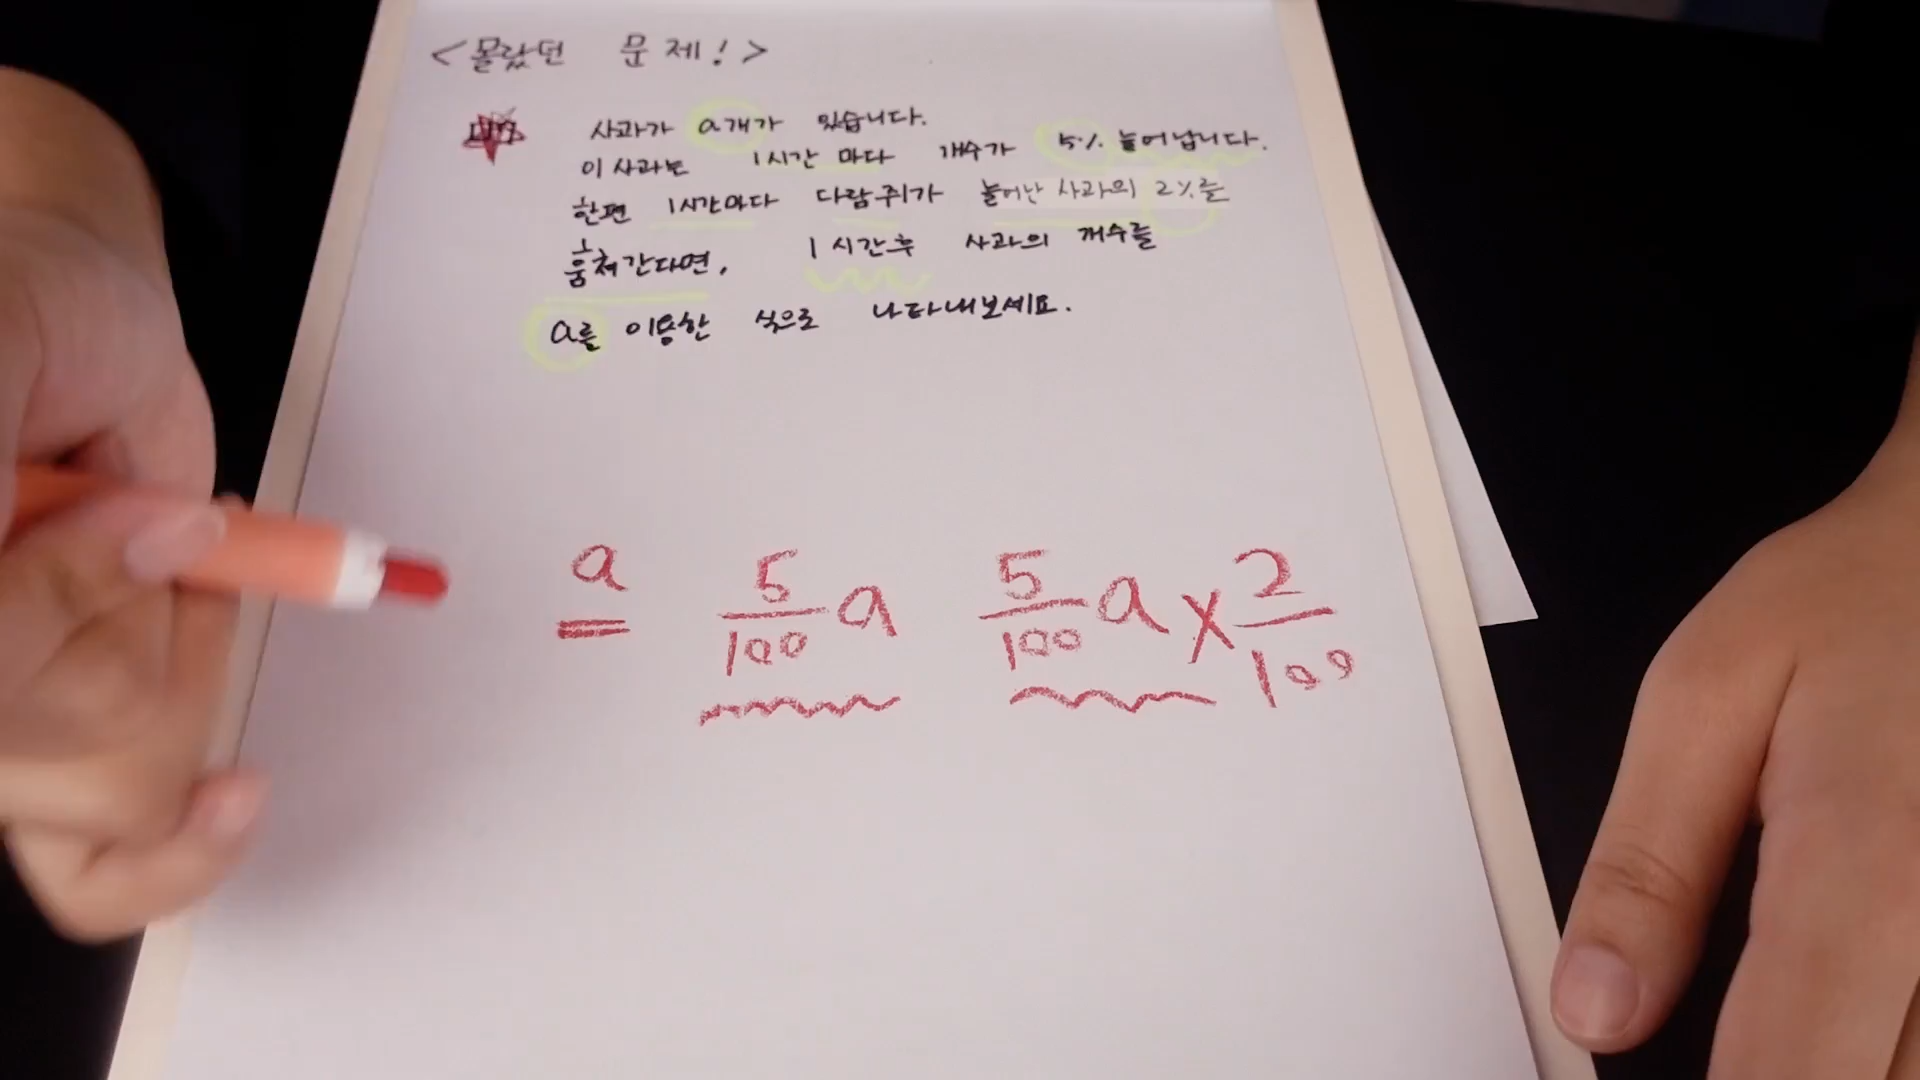 <몰랐던 문제!>
사과가 a개가 있습니다.
이 사과는 1시간 마다 개수가 5% 늘어납니다.
한편 1시간마다 다람쥐가 늘어난 사과의 2%를
훔쳐간다면, 1시간후 사과의 개수를
a를 이용한 식으로 나타내보세요.
a 5/100 a 5/100 a × 2/100